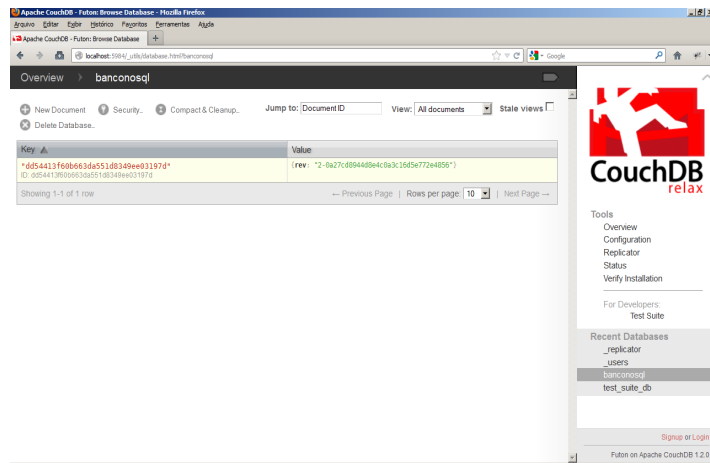 Apache CouchDB - Futon: Browse Database - Mozilla Firefox
Arquivo Editar Exibir Histórico Favoritos Ferramentas Ajuda
Apache CouchDB - Futon: Browse Database
localhost:5984/_utils/database.html?banconosql
Google
Overview banconosql
New Document Security… Compact & Cleanup… Jump to: Document ID View: All documents Stale views
Delete Database…
Key Value
"dd54413f60b663da551d8349ee03197d" {rev: "2-0a27cd8944d8e4c0a3c16d5e772e4856"}
ID: dd54413f60b663da551d8349ee03197d
Showing 1-1 of 1 row ← Previous Page | Rows per page: 10 | Next Page →
CouchDB
relax
Tools
Overview
Configuration
Replicator
Status
Verify Installation
For Developers:
Test Suite
Recent Databases
_replicator
_users
banconosql
test_suite_db
Signup or Login
Futon on Apache CouchDB 1.2.0